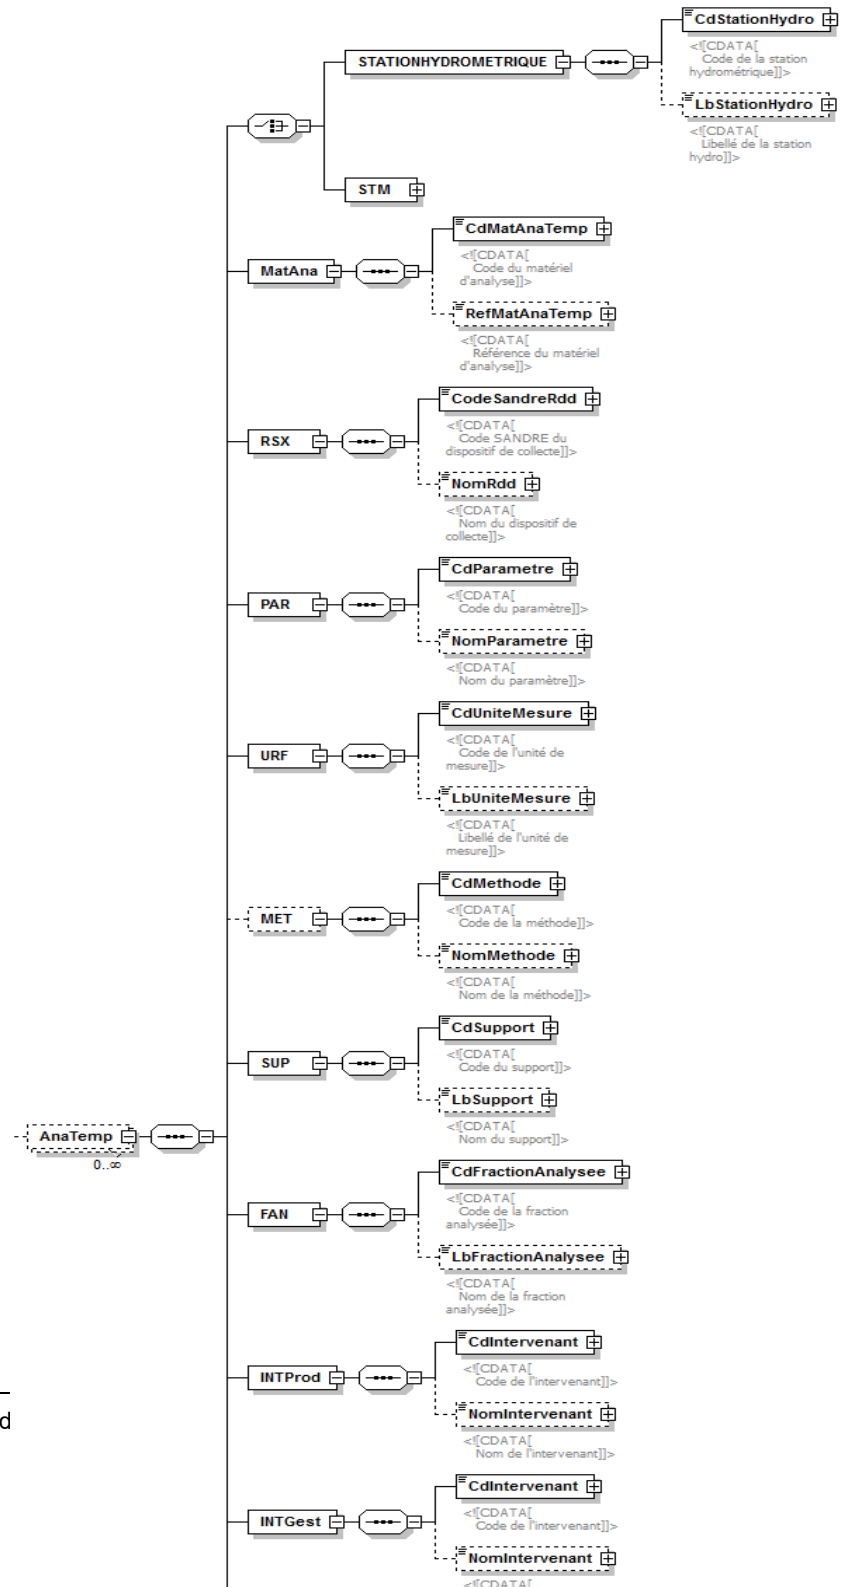 CdStationHydro
<![CDATA[
Code de la station
hydrométrique]]>
STATIONHYDROMETRIQUE
LbStationHydro
<![CDATA[
Libellé de la station
hydro]]>
STM
CdMatAnaTemp
<![CDATA[
Code du matériel
d'analyse]]>
MatAna
RefMatAnaTemp
<![CDATA[
Référence du matériel
d'analyse]]>
CodeSandreRdd
<![CDATA[
Code SANDRE du
dispositif de collecte]]>
RSX
NomRdd
<![CDATA[
Nom du dispositif de
collecte]]>
CdParametre
<![CDATA[
Code du paramètre]]>
PAR
NomParametre
<![CDATA[
Nom du paramètre]]>
CdUniteMesure
<![CDATA[
Code de l'unité de
mesure]]>
URF
LbUniteMesure
<![CDATA[
Libellé de l'unité de
mesure]]>
CdMethode
<![CDATA[
Code de la méthode]]>
MET
NomMethode
<![CDATA[
Nom de la méthode]]>
CdSupport
<![CDATA[
Code du support]]>
SUP
LbSupport
<![CDATA[
Nom du support]]>
AnaTemp
0..∞
CdFractionAnalysee
<![CDATA[
Code de la fraction
analysée]]>
FAN
LbFractionAnalysee
<![CDATA[
Nom de la fraction
analysée]]>
CdIntervenant
<![CDATA[
Code de l'intervenant]]>
INTProd
NomIntervenant
<![CDATA[
Nom de l'intervenant]]>
d
CdIntervenant
<![CDATA[
Code de l'intervenant]]>
INTGest
NomIntervenant
<![CDATA[